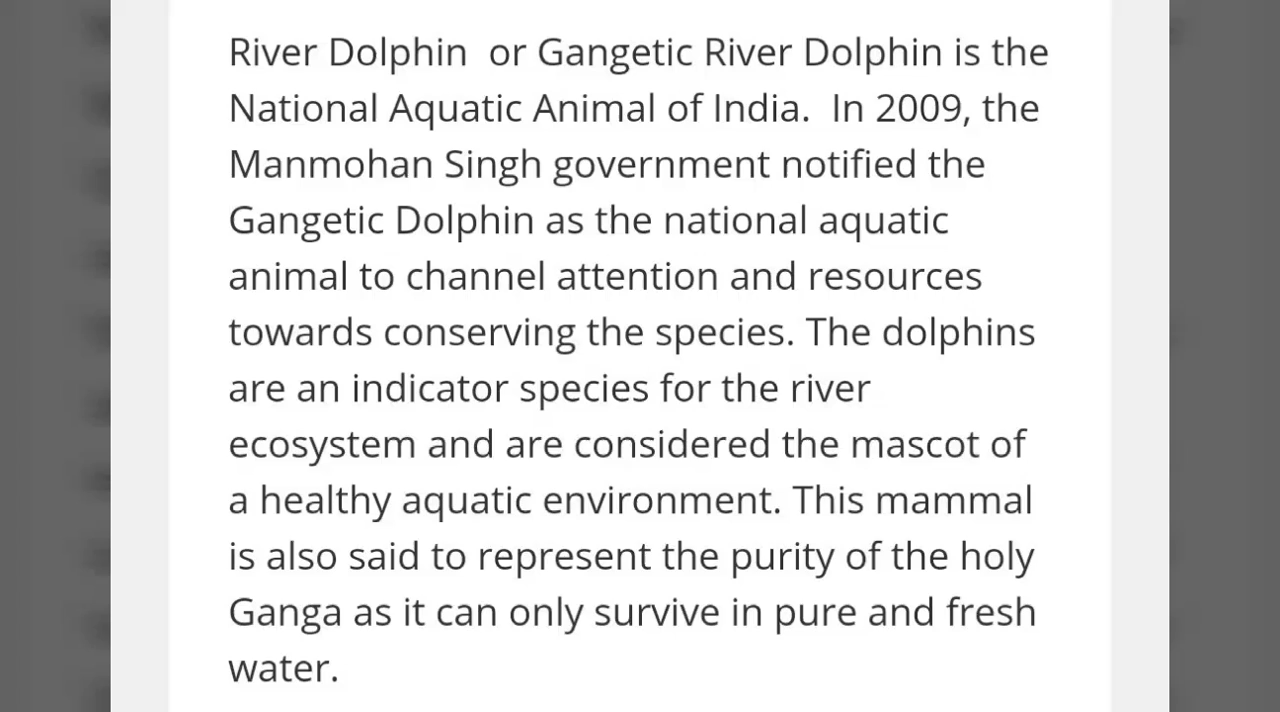 River Dolphin  or Gangetic River Dolphin is the
National Aquatic Animal of India.  In 2009, the
Manmohan Singh government notified the
Gangetic Dolphin as the national aquatic
animal to channel attention and resources
towards conserving the species. The dolphins
are an indicator species for the river
ecosystem and are considered the mascot of
a healthy aquatic environment. This mammal
is also said to represent the purity of the holy
Ganga as it can only survive in pure and fresh
water.